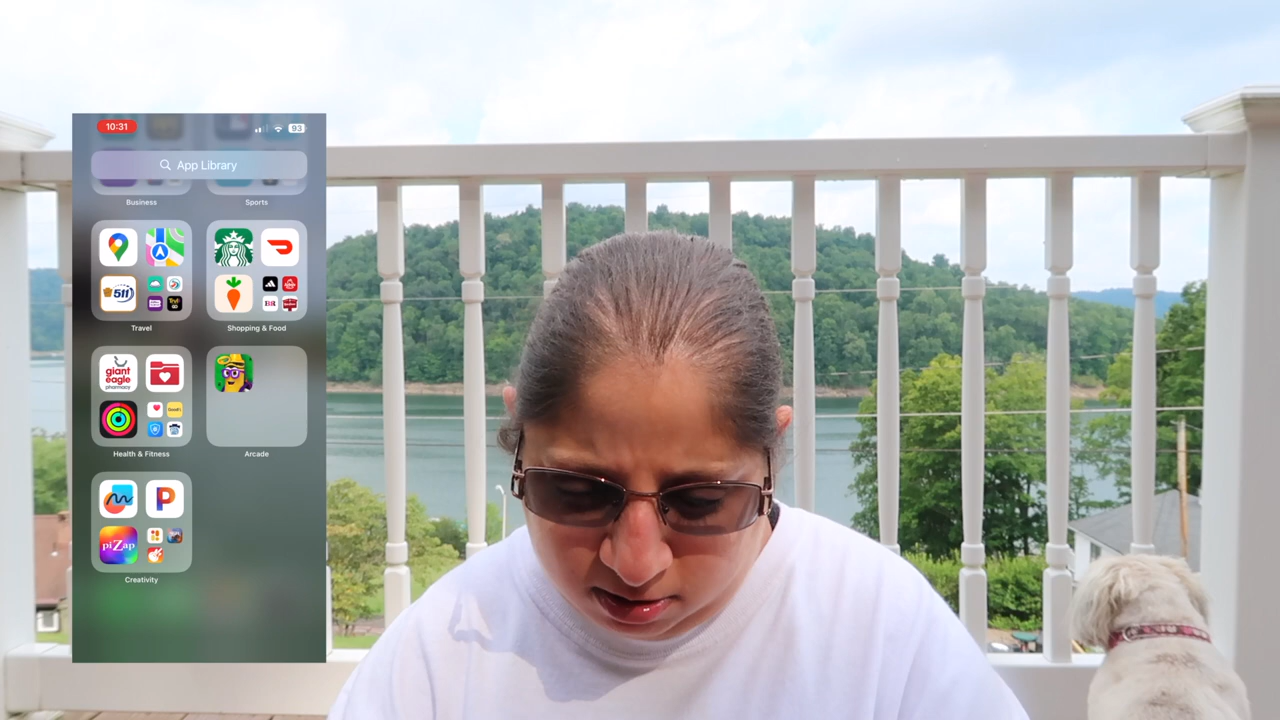 10:31
93
App Library
Business
Sports
511
Travel
Shopping & Food
giant
eagle
pharmacy
Health & Fitness
Arcade
P
piZap
Creativity